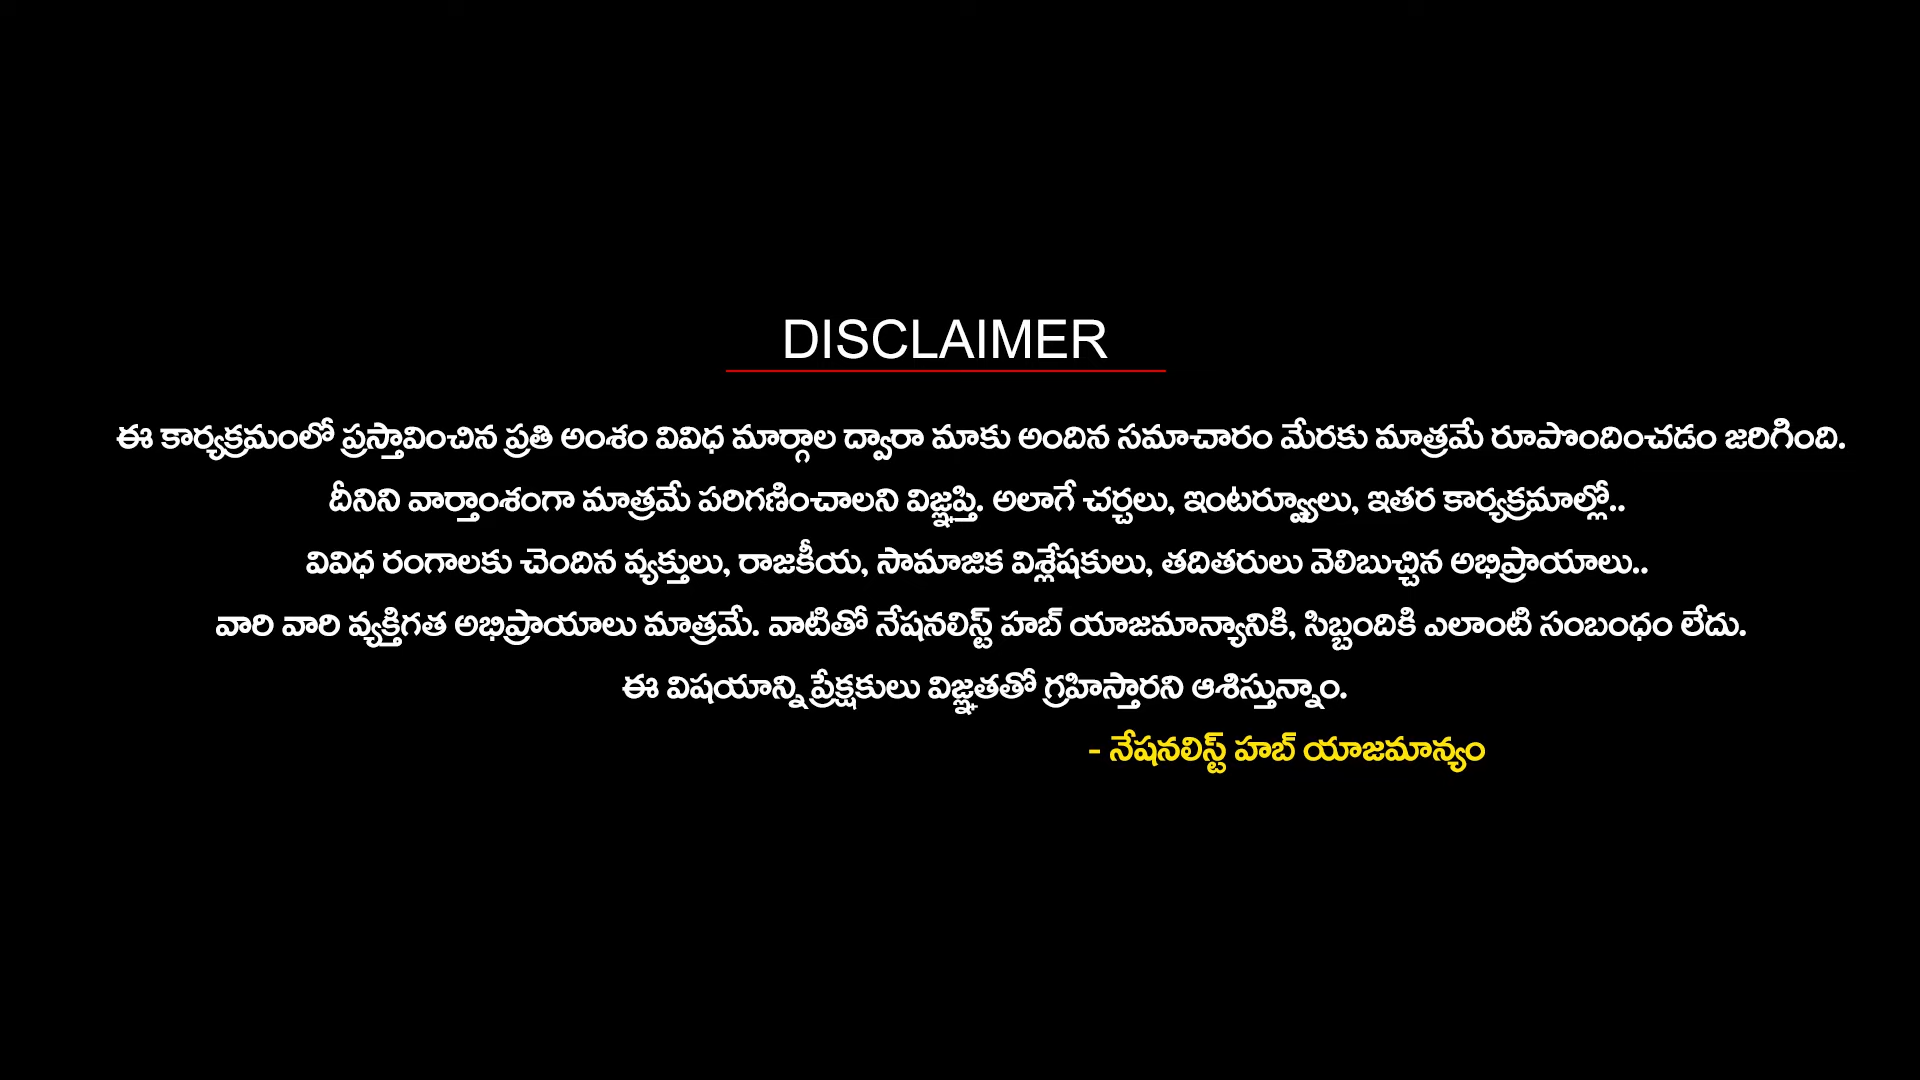 DISCLAIMER
ఈ కార్యక్రమంలో ప్రస్తావించిన ప్రతి అంశం వివిధ మార్గాల ద్వారా మాకు అందిన సమాచారం మేరకు మాత్రమే రూపొందించడం జరిగింది.
దీనిని వార్తాంశంగా మాత్రమే పరిగణించాలని విజ్ఞప్తి. అలాగే చర్చలు, ఇంటర్వ్యూలు, ఇతర కార్యక్రమాల్లో..
వివిధ రంగాలకు చెందిన వ్యక్తులు, రాజకీయ, సామాజిక విశ్లేషకులు, తదితరులు వెలిబుచ్చిన అభిప్రాయాలు..
వారి వారి వ్యక్తిగత అభిప్రాయాలు మాత్రమే. వాటితో నేషనలిస్ట్ హబ్ యాజమాన్యానికి, సిబ్బందికి ఎలాంటి సంబంధం లేదు.
ఈ విషయాన్ని ప్రేక్షకులు విజ్ఞతతో గ్రహిస్తారని ఆశిస్తున్నాం.
- నేషనలిస్ట్ హబ్ యాజమాన్యం